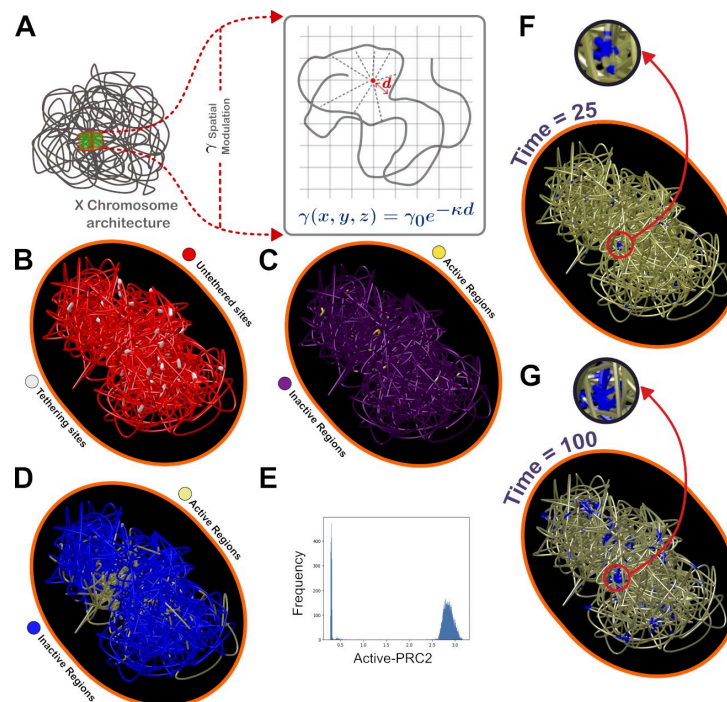 A
γ Spatial
Modulation
X Chromosome
architecture
d
γ(x, y, z) = γ₀e^{−κd}
B
Untethered sites
Tethering sites
C
Active Regions
Inactive Regions
D
Active Regions
Inactive Regions
E
Frequency
400
300
200
100
0
0.5
1.0
1.5
2.0
2.5
3.0
Active-PRC2
F
Time = 25
G
Time = 100